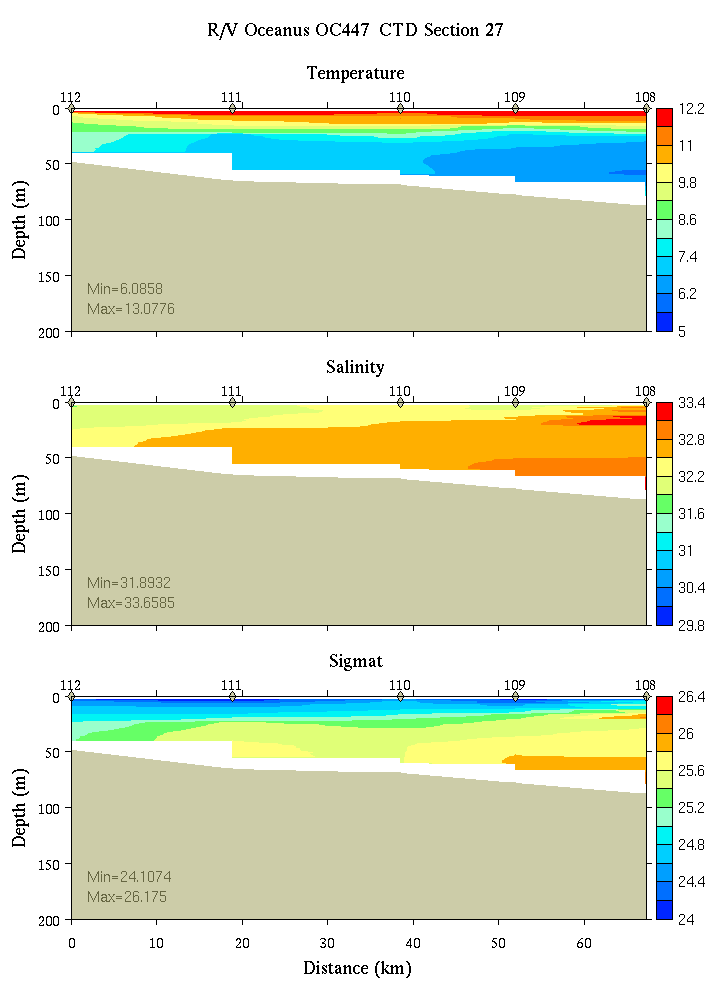 R/V Oceanus OC447  CTD Section 27
Temperature
112 111 110 109 108
0
50
100
150
200
Depth (m)
Min=6.0858
Max=13.0776
12.2
11
9.8
8.6
7.4
6.2
5
Salinity
112 111 110 109 108
0
50
100
150
200
Depth (m)
Min=31.8932
Max=33.6585
33.4
32.8
32.2
31.6
31
30.4
29.8
Sigmat
112 111 110 109 108
0
50
100
150
200
Depth (m)
Min=24.1074
Max=26.175
26.4
26
25.6
25.2
24.8
24.4
24
0 10 20 30 40 50 60
Distance (km)